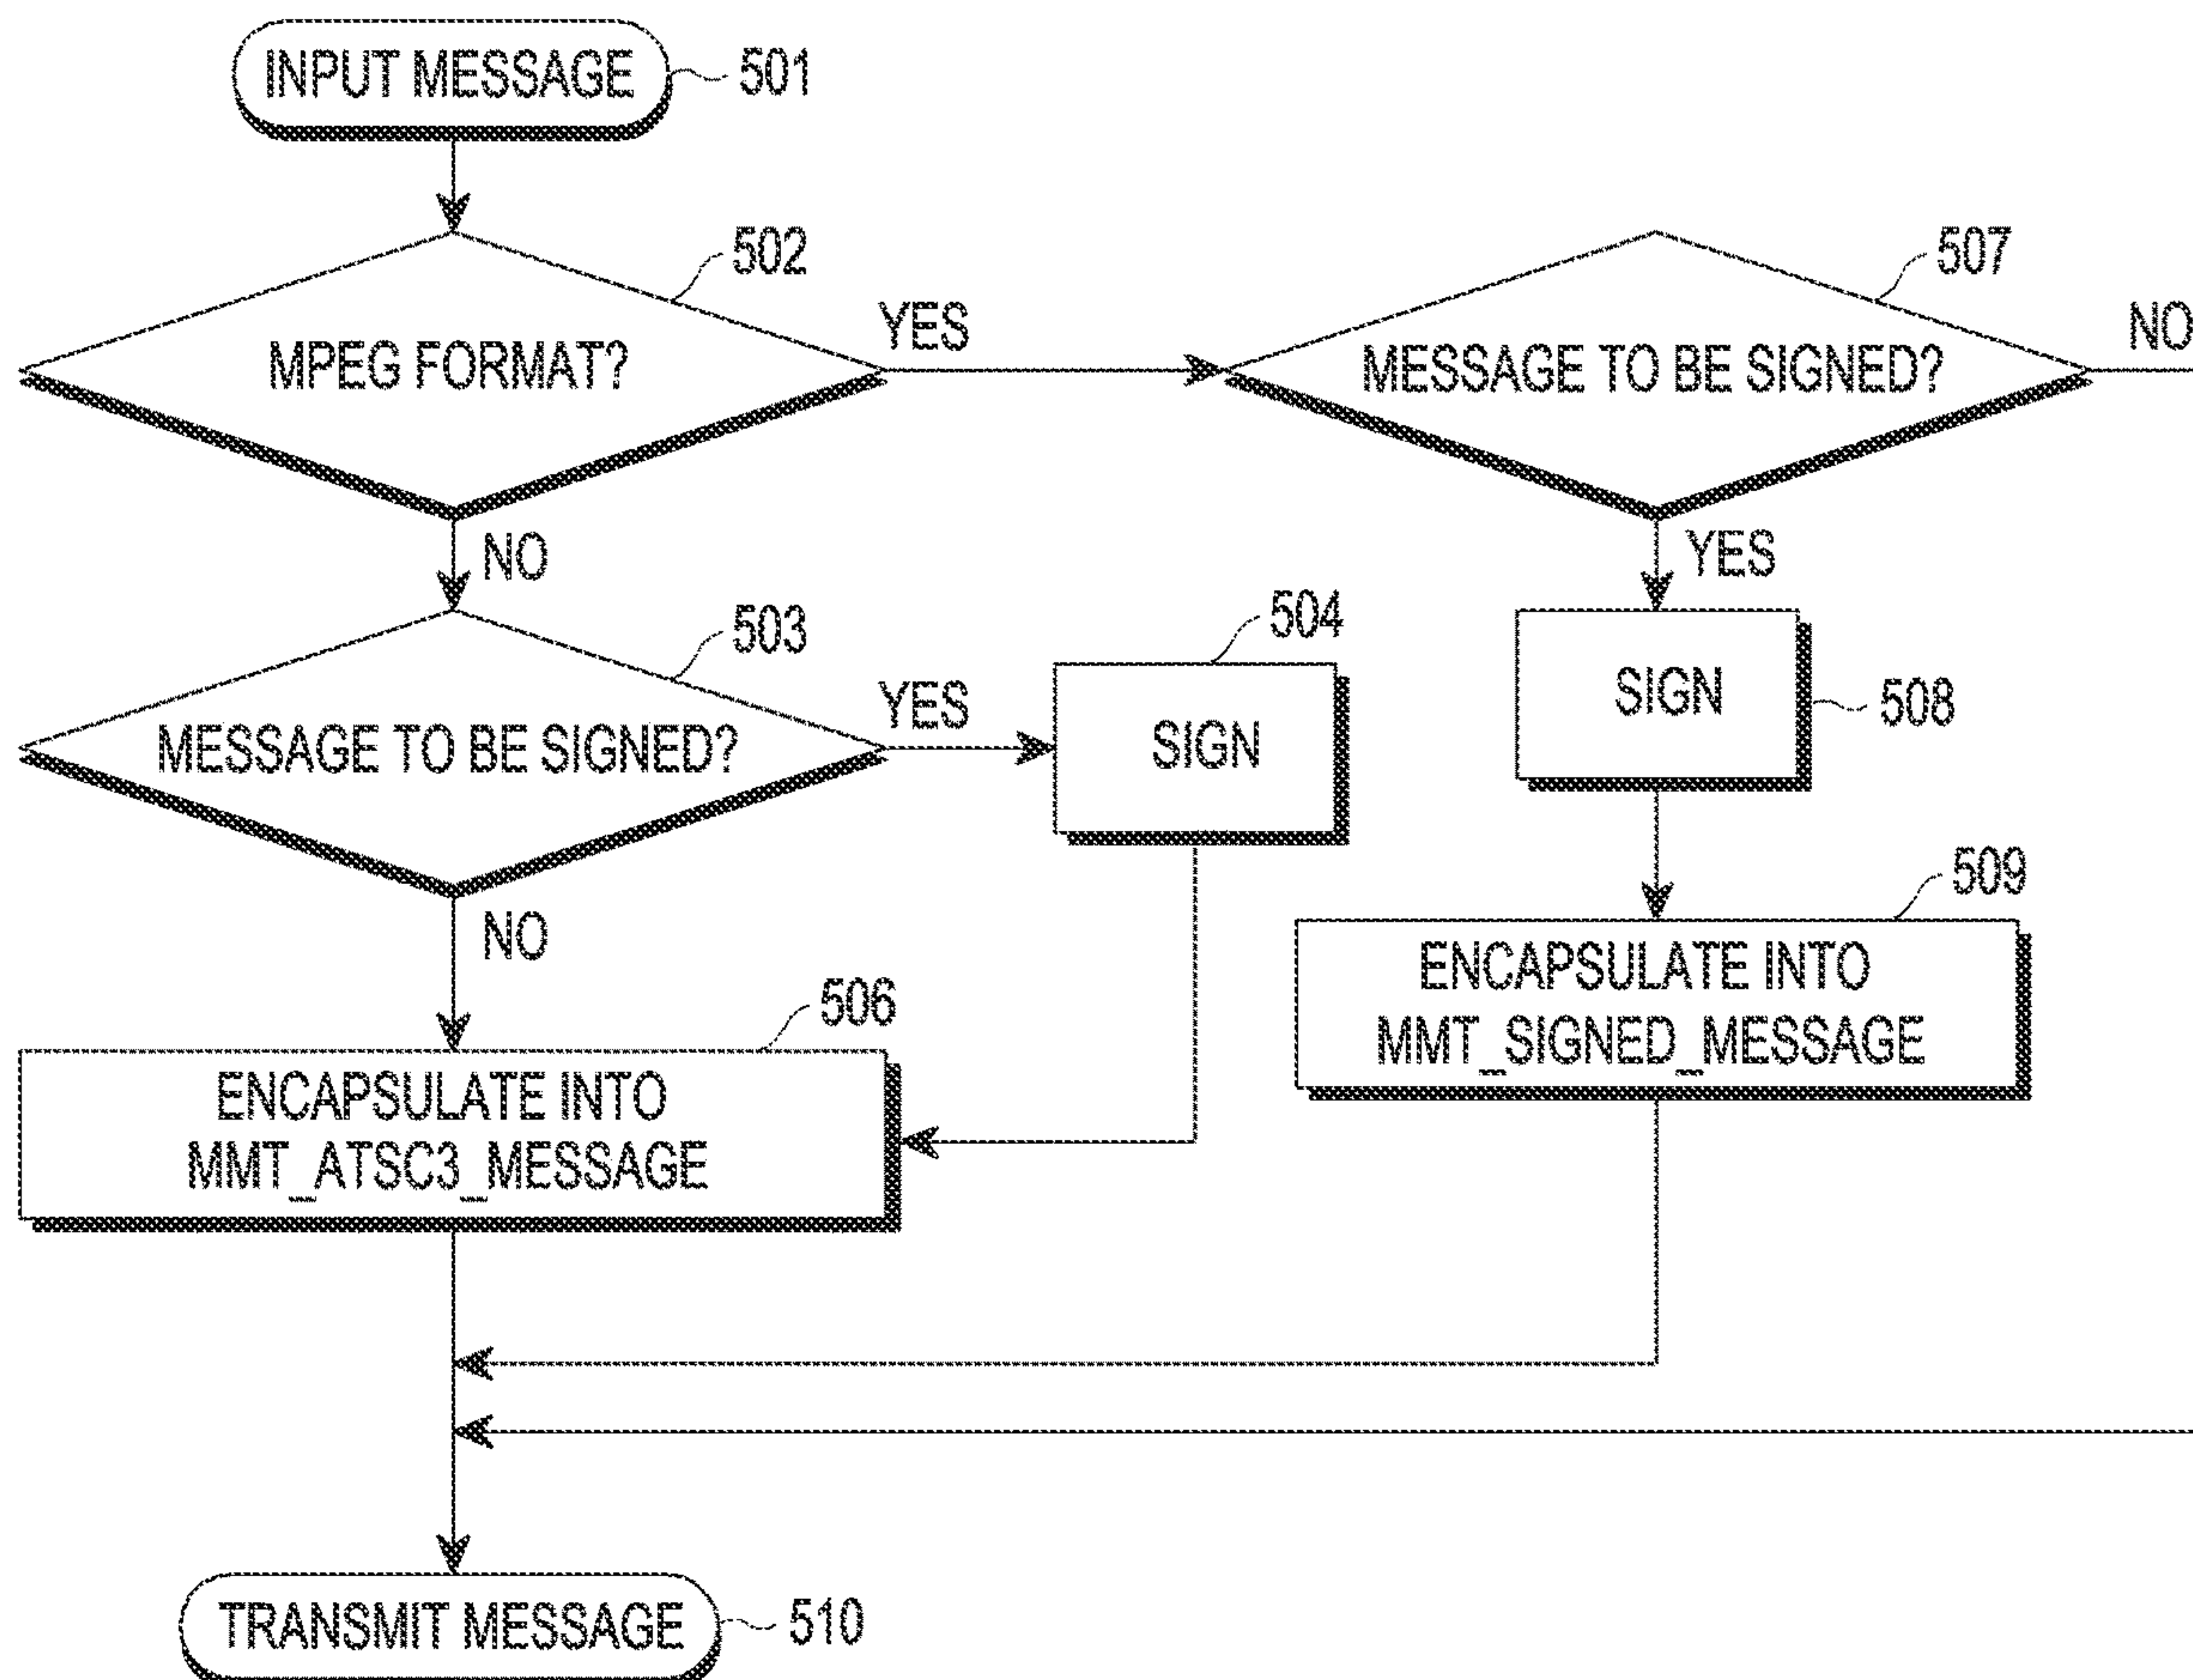 INPUT MESSAGE
501
502
507
MPEG FORMAT?
YES
MESSAGE TO BE SIGNED?
NO
NO
YES
503
504
MESSAGE TO BE SIGNED?
YES
SIGN
SIGN
508
NO
509
506
ENCAPSULATE INTO
MMT_SIGNED_MESSAGE
ENCAPSULATE INTO
MMT_ATSC3_MESSAGE
TRANSMIT MESSAGE
510